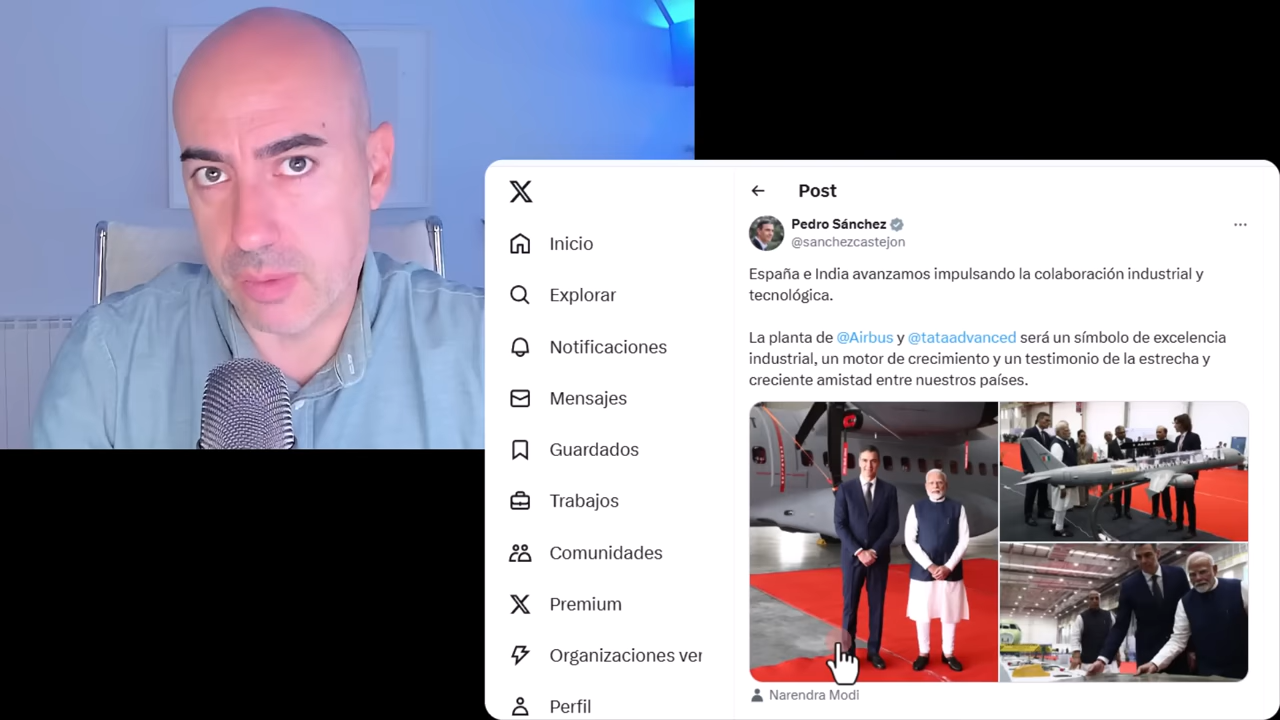 Inicio
Explorar
Notificaciones
Mensajes
Guardados
Trabajos
Comunidades
Premium
Organizaciones ver
Perfil
Post
Pedro Sánchez
@sanchezcastejon
España e India avanzamos impulsando la colaboración industrial y
tecnológica.
La planta de @Airbus y @tataadvanced será un símbolo de excelencia
industrial, un motor de crecimiento y un testimonio de la estrecha y
creciente amistad entre nuestros países.
Narendra Modi